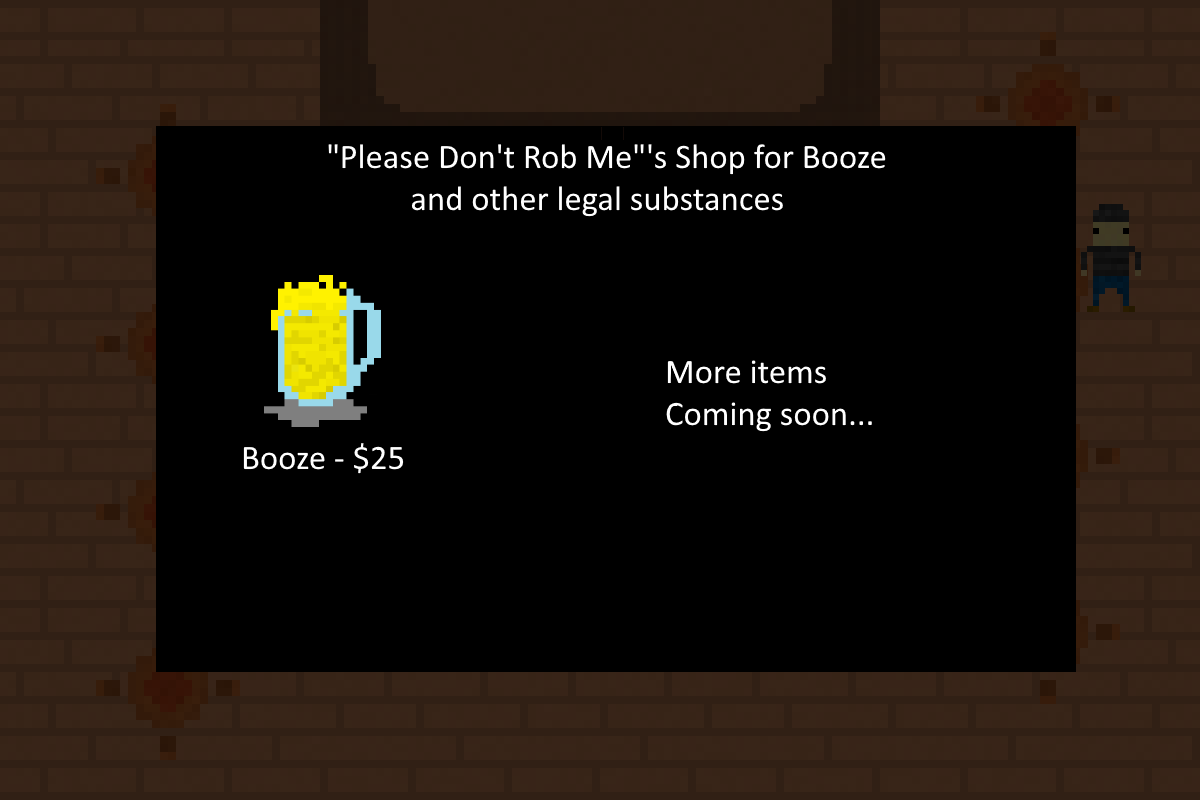 "Please Don't Rob Me"'s Shop for Booze
and other legal substances
More items
Coming soon...
Booze - $25